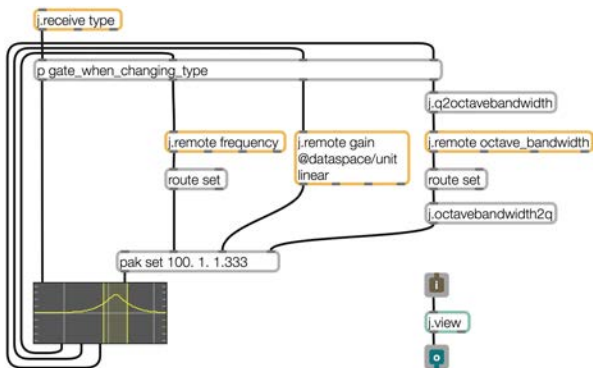 j.receive type
p gate_when_changing_type
j.q2octavebandwidth
j.remote frequency
j.remote gain
@dataspace/unit
linear
j.remote octave_bandwidth
route set
route set
j.octavebandwidth2q
pak set 100. 1. 1.333
i
j.view
o